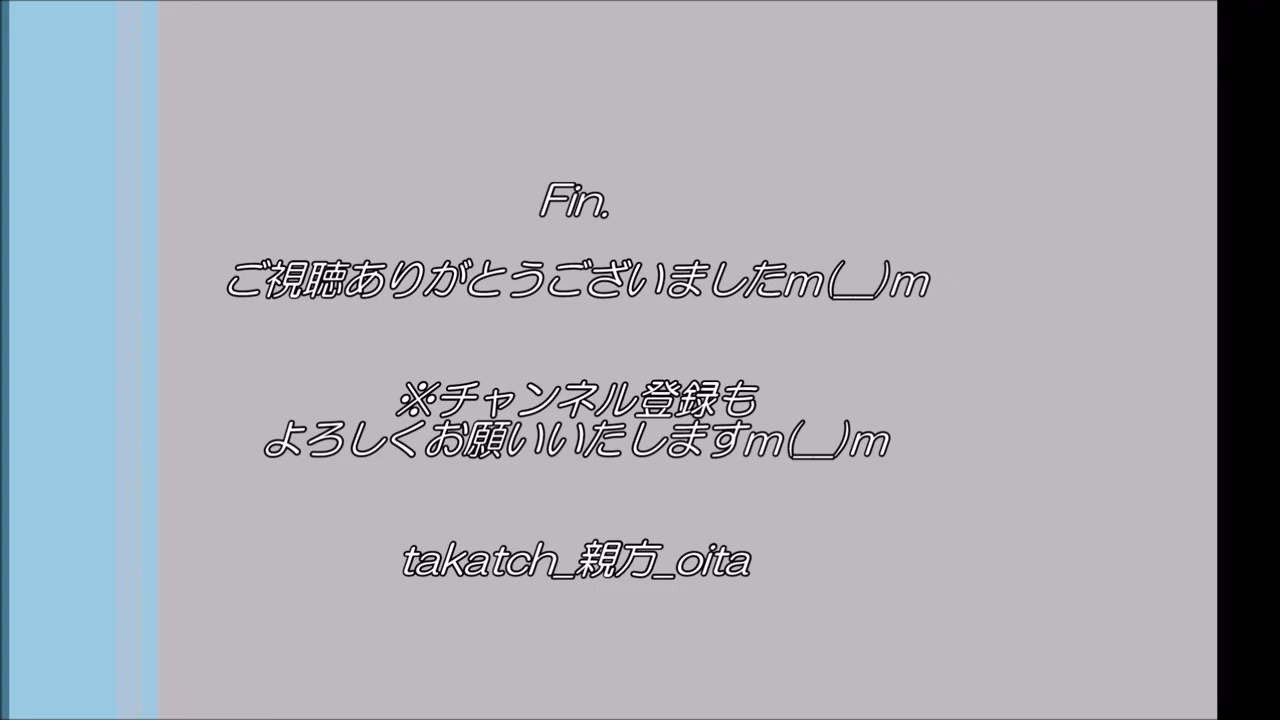 Fin.
ご視聴ありがとうございましたm(__)m
※チャンネル登録も
よろしくお願いいたしますm(__)m
takatch_親方_oita